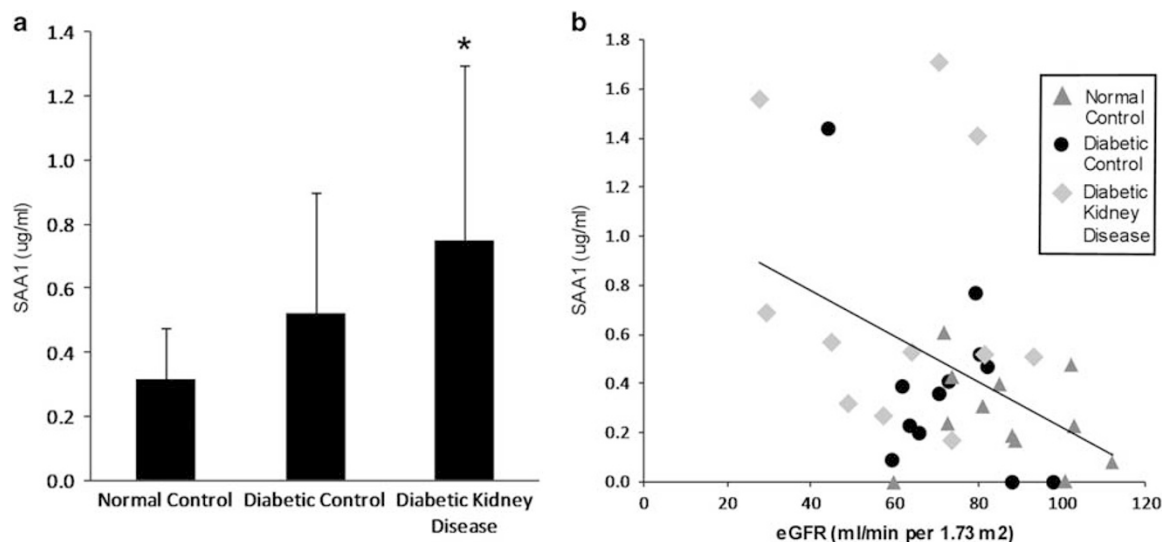 a
1.4
*
1.2
1.0
0.8
0.6
0.4
0.2
0.0
SAA1 (ug/ml)
Normal Control
Diabetic Control
Diabetic Kidney
Disease
b
1.8
1.6
1.4
1.2
1.0
0.8
0.6
0.4
0.2
0.0
SAA1 (ug/ml)
0
20
40
60
80
100
120
eGFR (ml/min per 1.73 m2)
Normal
Control
Diabetic
Control
Diabetic
Kidney
Disease